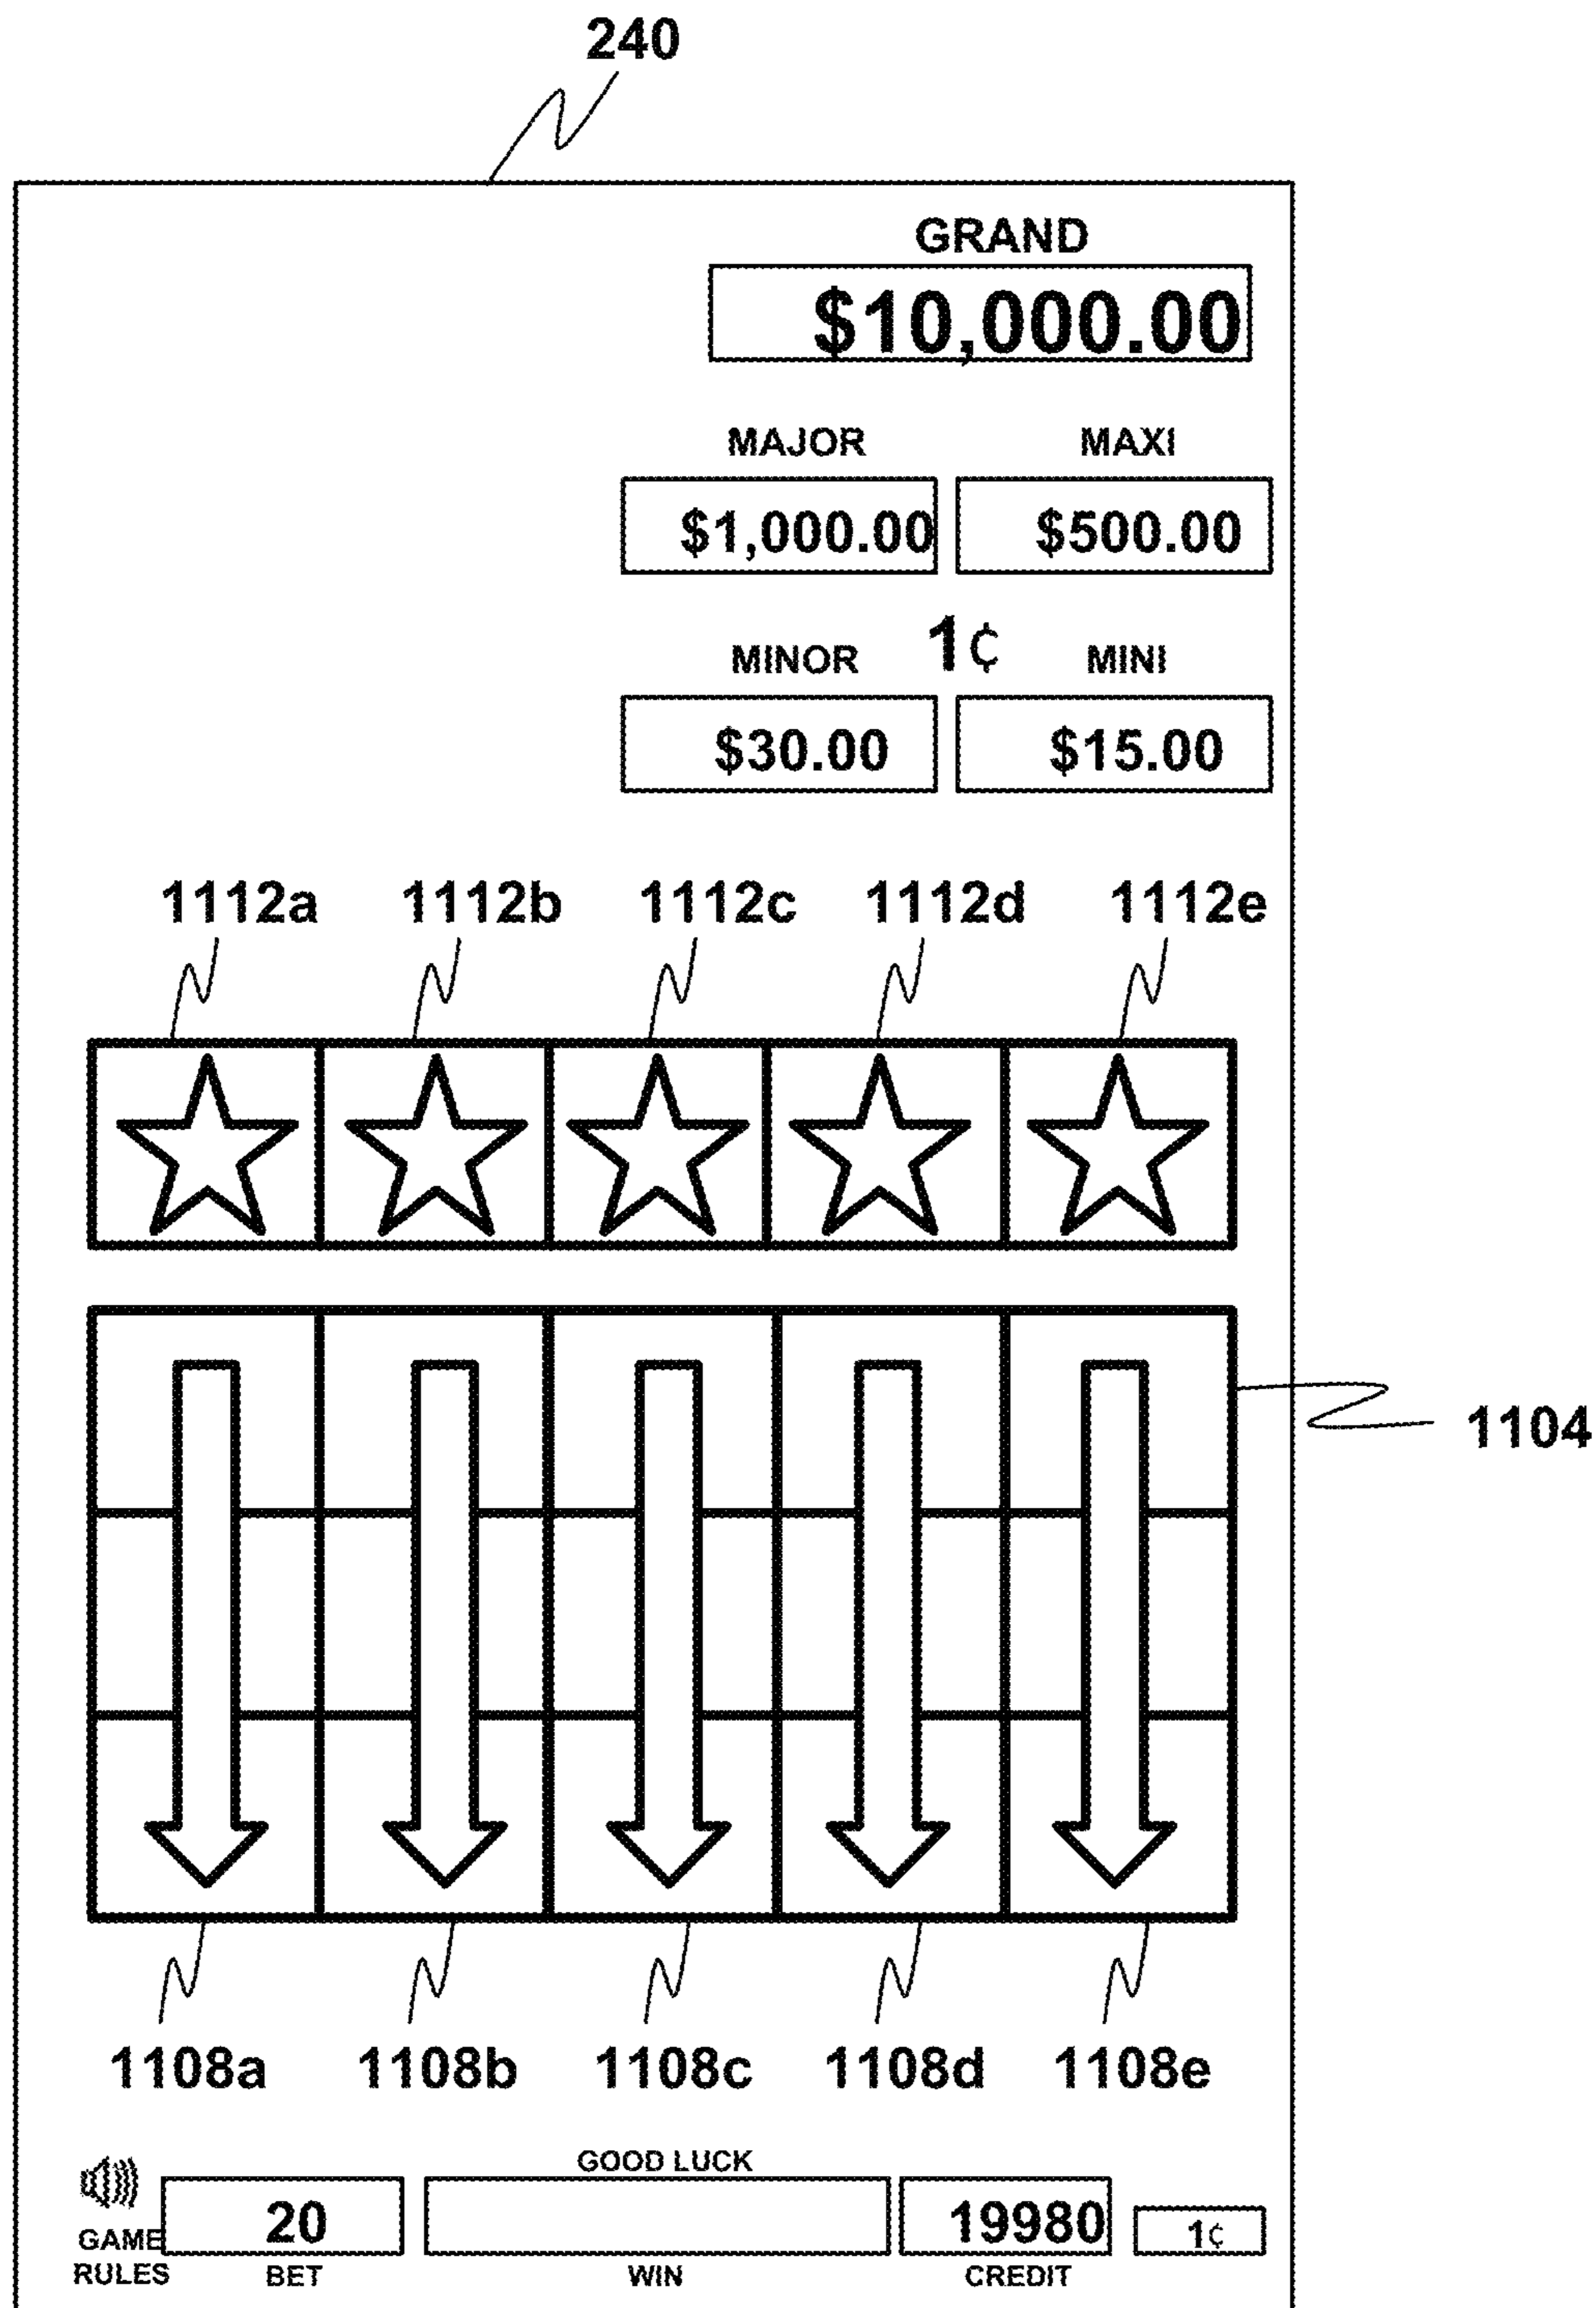 240
GRAND
$10,000.00
MAJOR MAXI
$1,000.00 $500.00
1¢
MINOR MINI
$30.00 $15.00
1112a 1112b 1112c 1112d 1112e
1104
1108a 1108b 1108c 1108d 1108e
GOOD LUCK
20 19980 1¢
GAME
RULES BET WIN CREDIT